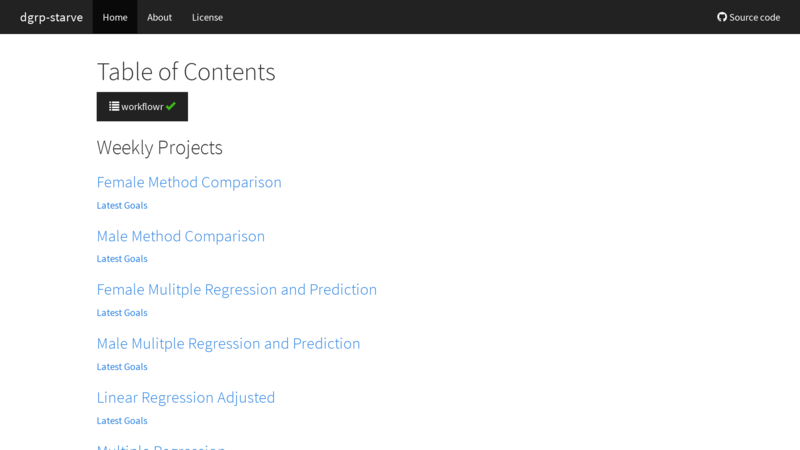 dgrp-starve Home About License Source code
Table of Contents
workflowr
Weekly Projects
Female Method Comparison
Latest Goals
Male Method Comparison
Latest Goals
Female Mulitple Regression and Prediction
Latest Goals
Male Mulitple Regression and Prediction
Latest Goals
Linear Regression Adjusted
Latest Goals
Multiple Regression